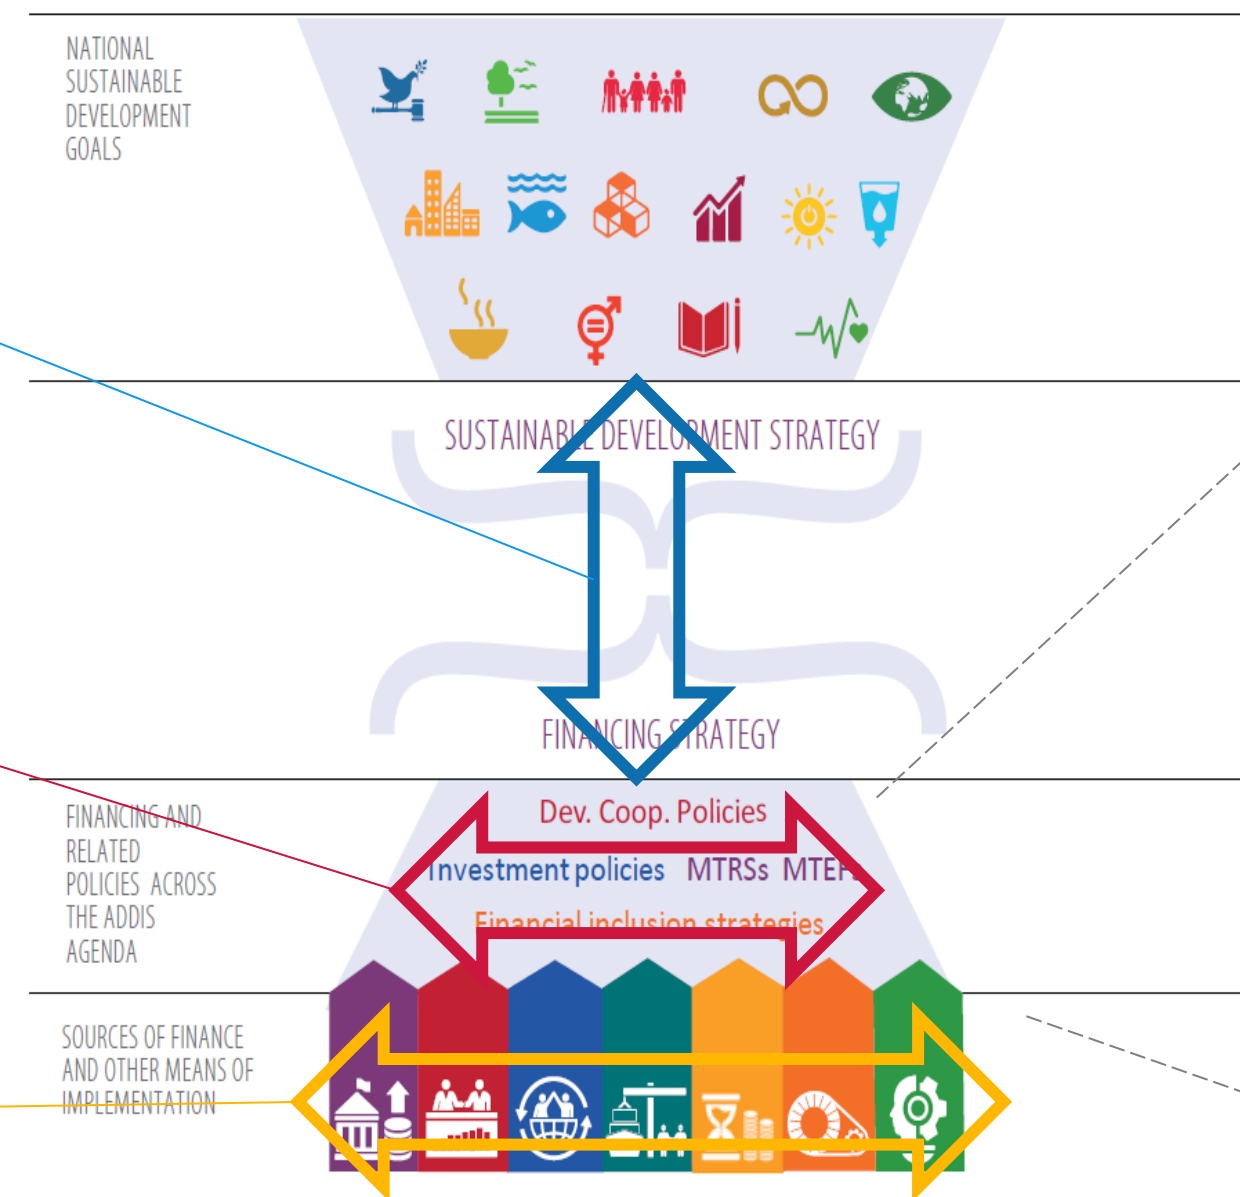 NATIONAL
SUSTAINABLE
DEVELOPMENT
GOALS
SUSTAINABLE DEVELOPMENT STRATEGY
FINANCING STRATEGY
FINANCING AND
RELATED
POLICIES ACROSS
THE ADDIS
AGENDA
Dev. Coop. Policies
Investment policies MTRSs MTEFs
Financial inclusion strategies
SOURCES OF FINANCE
AND OTHER MEANS OF
IMPLEMENTATION